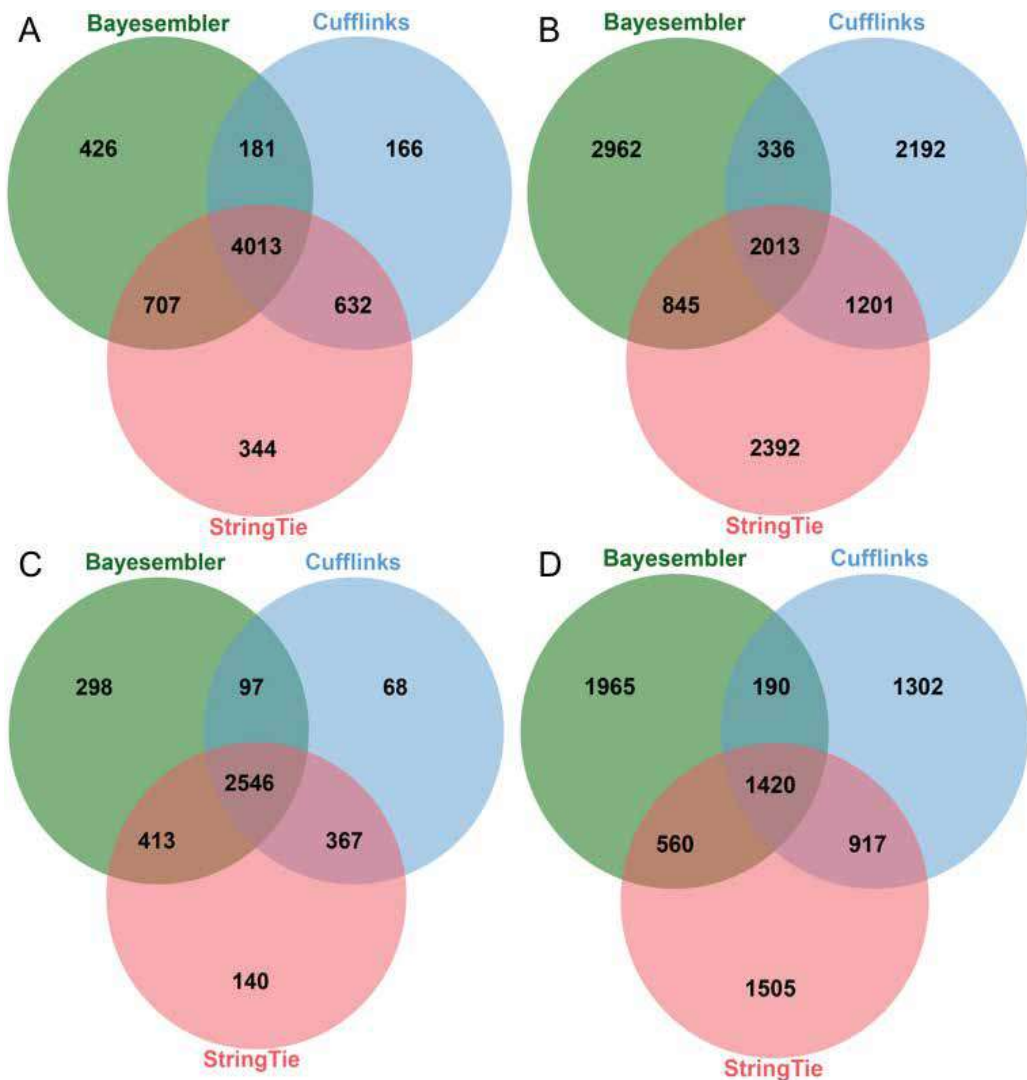 A
Bayesembler
Cufflinks
426
181
166
4013
707
632
344
StringTie
B
Bayesembler
Cufflinks
2962
336
2192
2013
845
1201
2392
StringTie
C
Bayesembler
Cufflinks
298
97
68
2546
413
367
140
StringTie
D
Bayesembler
Cufflinks
1965
190
1302
1420
560
917
1505
StringTie